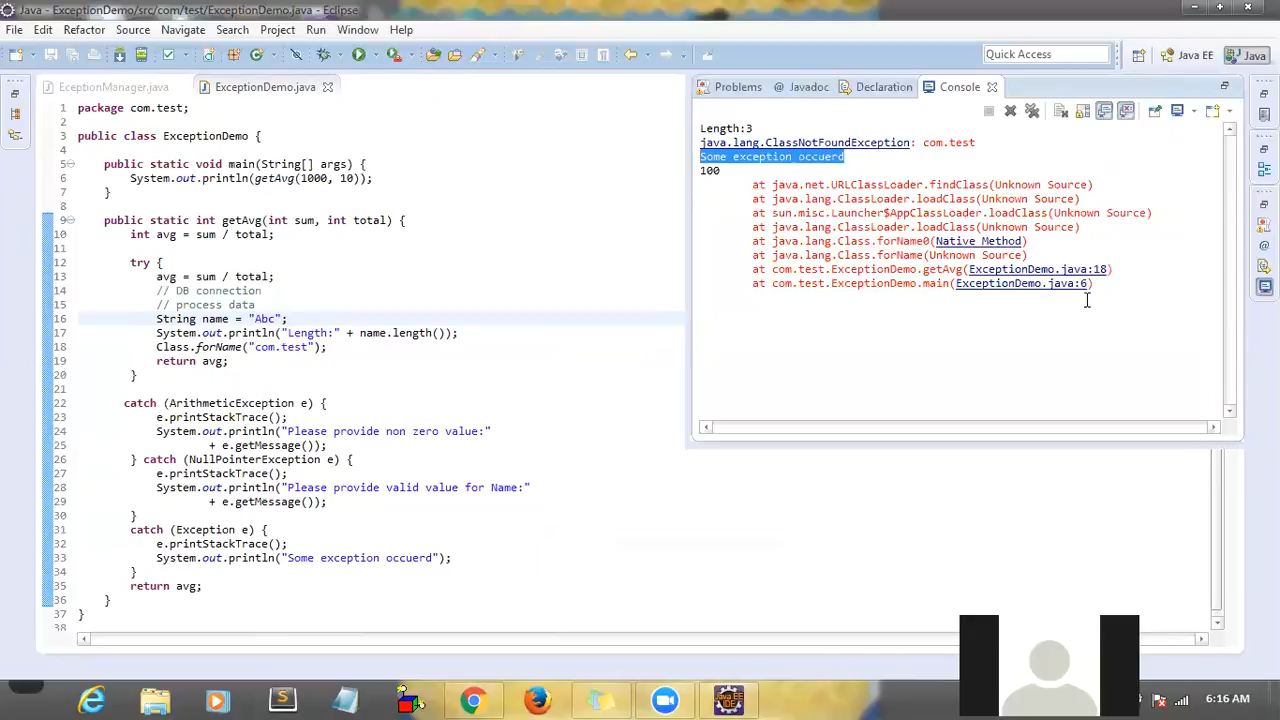 Java - ExceptionDemo/src/com/test/ExceptionDemo.java - Eclipse
File Edit Refactor Source Navigate Search Project Run Window Help
Quick Access
Java EE
Java
EceptionManager.java
ExceptionDemo.java
1 package com.test;
2
3 public class ExceptionDemo {
4
5 public static void main(String[] args) {
6 System.out.println(getAvg(1000, 10));
7 }
8
9 public static int getAvg(int sum, int total) {
10 int avg = sum / total;
11
12 try {
13 avg = sum / total;
14 // DB connection
15 // process data
16 String name = "Abc";
17 System.out.println("Length:" + name.length());
18 Class.forName("com.test");
19 return avg;
20 }
21
22 catch (ArithmeticException e) {
23 e.printStackTrace();
24 System.out.println("Please provide non zero value:"
25 + e.getMessage());
26 } catch (NullPointerException e) {
27 e.printStackTrace();
28 System.out.println("Please provide valid value for Name:"
29 + e.getMessage());
30 }
31 catch (Exception e) {
32 e.printStackTrace();
33 System.out.println("Some exception occuerd");
34 }
35 return avg;
36 }
37 }
38
Problems
@ Javadoc
Declaration
Console
Length:3
java.lang.ClassNotFoundException: com.test
Some exception occuerd
100
at java.net.URLClassLoader.findClass(Unknown Source)
at java.lang.ClassLoader.loadClass(Unknown Source)
at sun.misc.Launcher$AppClassLoader.loadClass(Unknown Source)
at java.lang.ClassLoader.loadClass(Unknown Source)
at java.lang.Class.forName0(Native Method)
at java.lang.Class.forName(Unknown Source)
at com.test.ExceptionDemo.getAvg(ExceptionDemo.java:18)
at com.test.ExceptionDemo.main(ExceptionDemo.java:6)
Java EE
IDE
6:16 AM